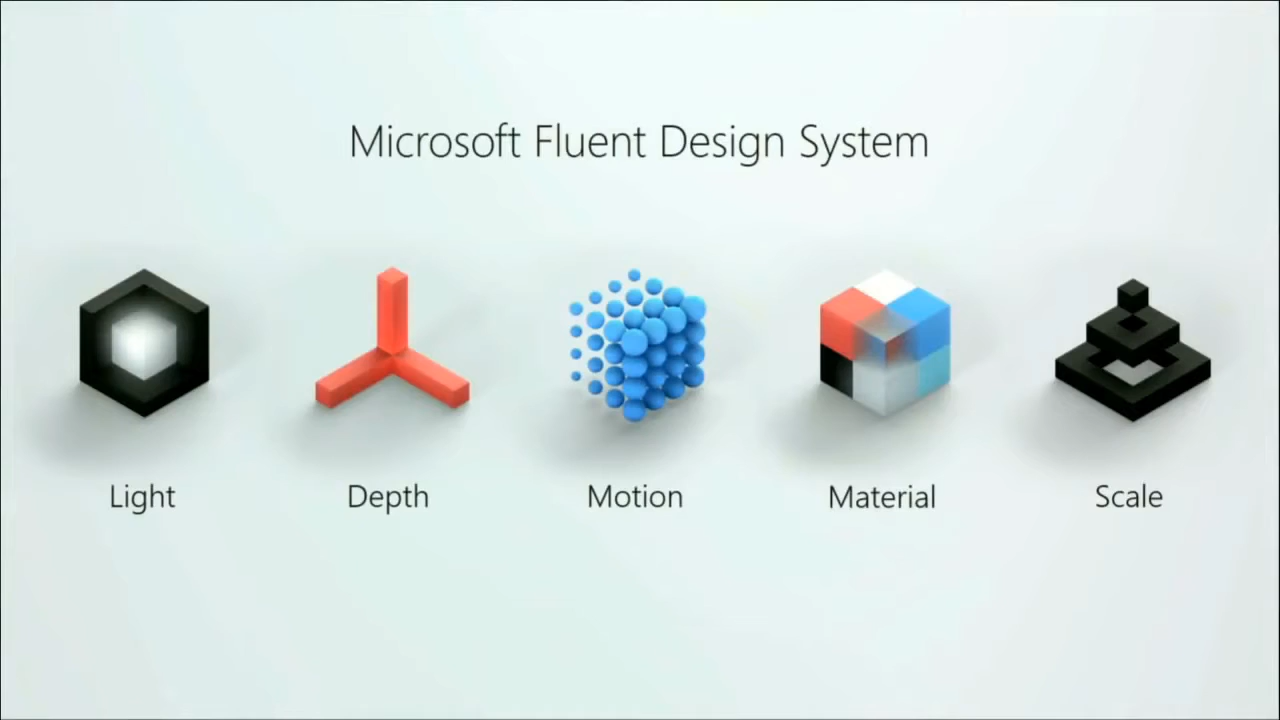 Microsoft Fluent Design System
Light
Depth
Motion
Material
Scale